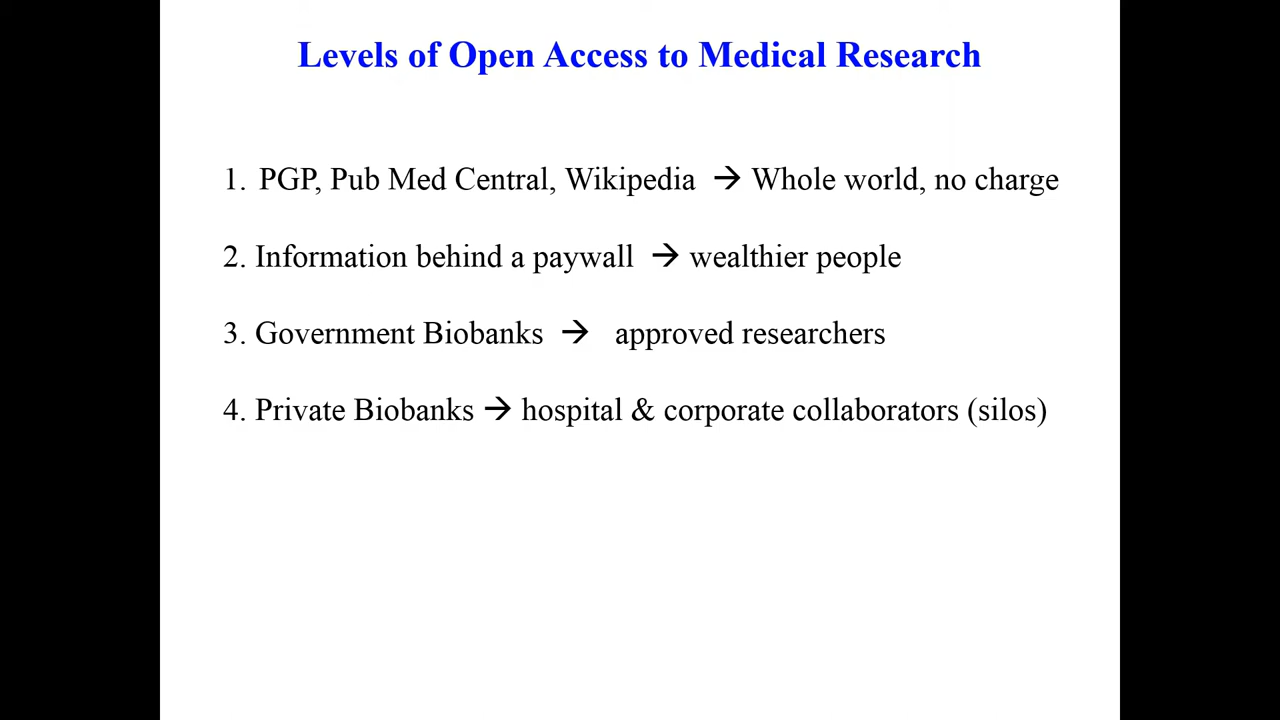 Levels of Open Access to Medical Research
1. PGP, Pub Med Central, Wikipedia → Whole world, no charge
2. Information behind a paywall → wealthier people
3. Government Biobanks → approved researchers
4. Private Biobanks → hospital & corporate collaborators (silos)